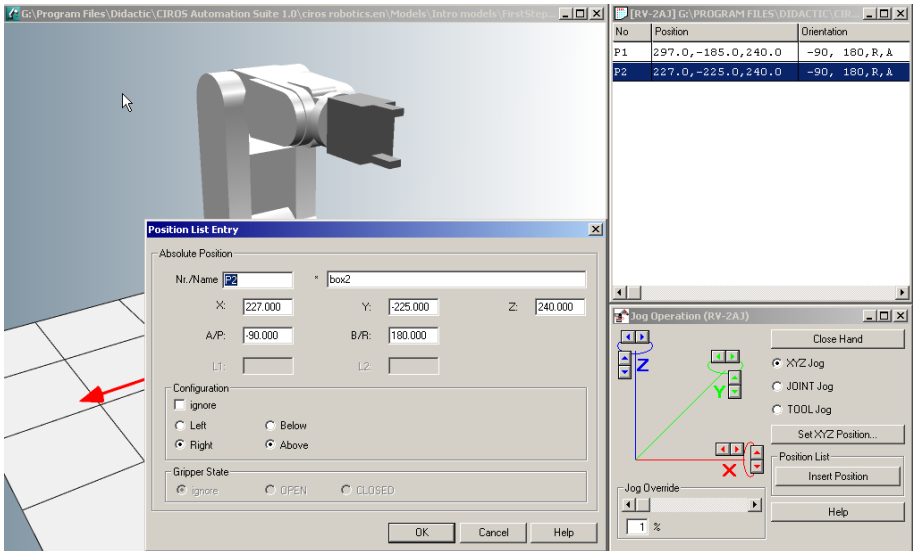 G:\Program Files\Didactic\CIROS Automation Suite 1.0\ciros robotics.en\Models\Intro models\FirstStep...
[RV-2AJ] G:\PROGRAM FILES\DIDACTIC\CIR...
No Position Orientation
P1 297.0,-185.0,240.0 -90, 180,R,A
P2 227.0,-225.0,240.0 -90, 180,R,A
Position List Entry
Absolute Position
Nr./Name P2 * box2
X: 227.000 Y: -225.000 Z: 240.000
A/P: -90.000 B/R: 180.000
L1: L2:
Configuration
ignore
Left Below
Right Above
Gripper State
ignore OPEN CLOSED
OK Cancel Help
Jog Operation (RV-2AJ)
Close Hand
Z
XYZ Jog
Y
JOINT Jog
TOOL Jog
Set XYZ Position...
X
Position List
Insert Position
Jog Override
1 %
Help